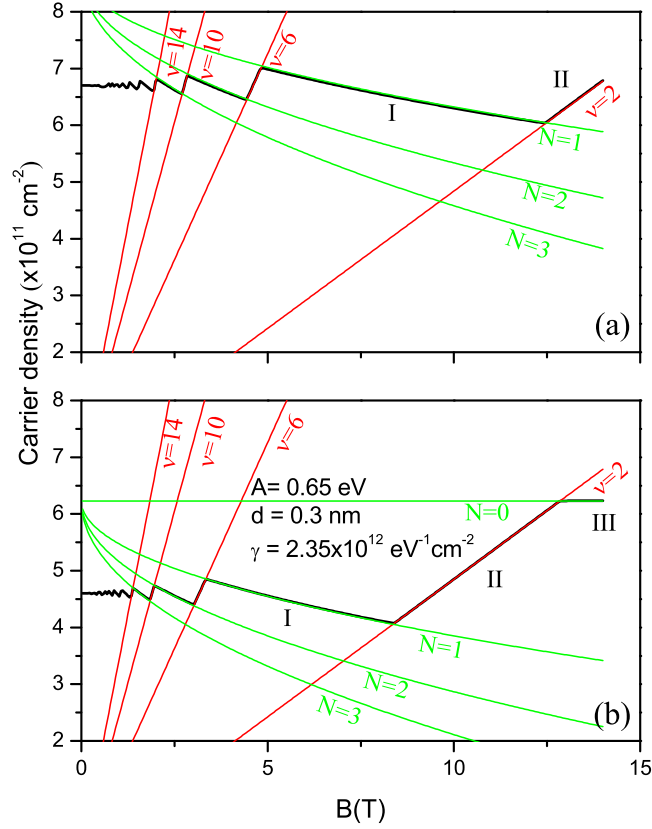 8
7
6
5
4
3
2
ν=14
ν=10
ν=6
II
ν=2
I
N=1
N=2
N=3
(a)
Carrier density (x10¹¹ cm⁻²)
8
7
6
5
4
3
2
ν=14
ν=10
ν=6
ν=2
A= 0.65 eV
d = 0.3 nm
γ = 2.35x10¹² eV⁻¹cm⁻²
N=0
III
II
I
N=1
N=2
N=3
(b)
0 5 10 15
B(T)